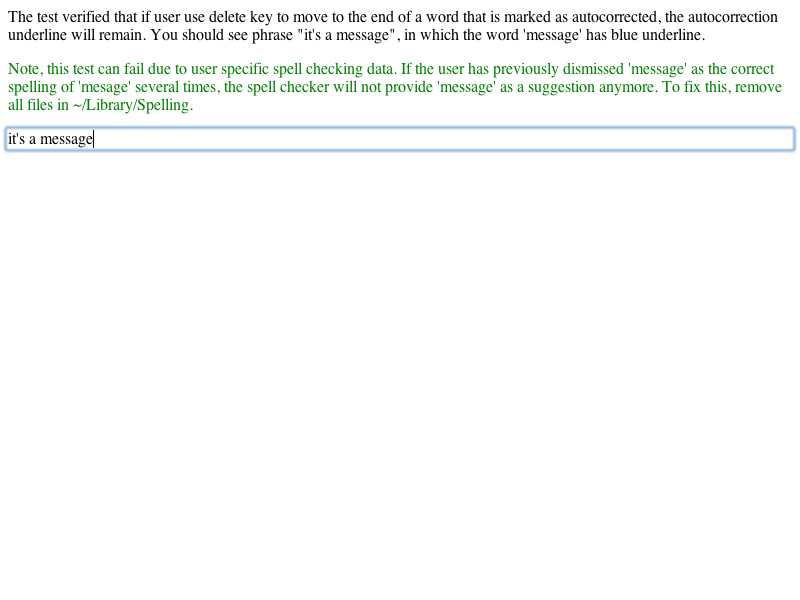 The test verified that if user use delete key to move to the end of a word that is marked as autocorrected, the autocorrection
underline will remain. You should see phrase "it's a message", in which the word 'message' has blue underline.
Note, this test can fail due to user specific spell checking data. If the user has previously dismissed 'message' as the correct
spelling of 'mesage' several times, the spell checker will not provide 'message' as a suggestion anymore. To fix this, remove
all files in ~/Library/Spelling.
it's a message